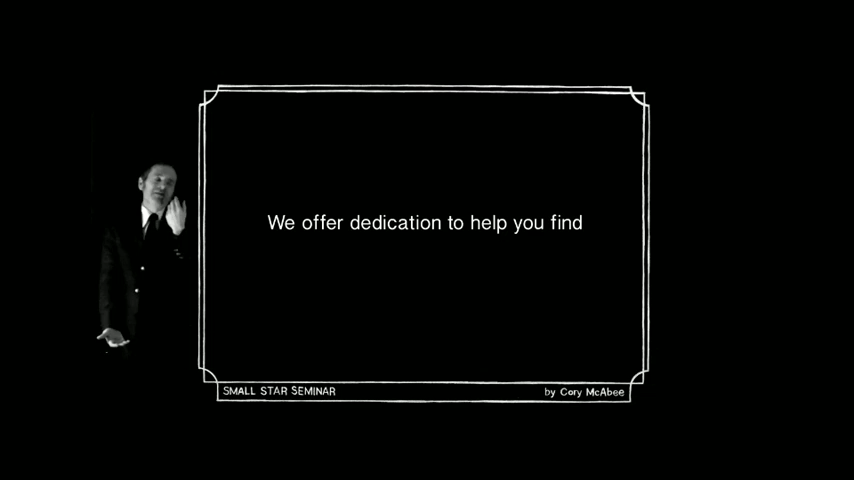 We offer dedication to help you find
SMALL STAR SEMINAR
by Cory McAbee